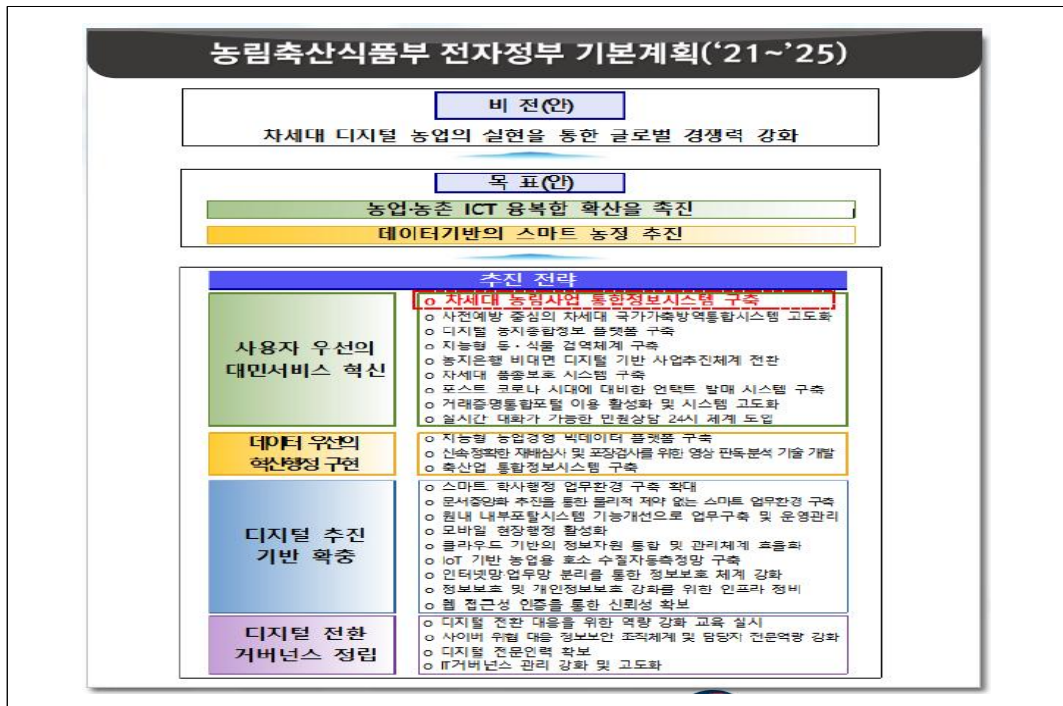 농림축산식품부 전자정부 기본계획(‘21~’25)
비 전(안)
차세대 디지털 농업의 실현을 통한 글로벌 경쟁력 강화
목 표(안)
농업·농촌 ICT 융복합 확산을 촉진
데이터기반의 스마트 농정 추진
추진 전략
사용자 우선의
대민서비스 혁신
o 차세대 농림사업 통합정보시스템 구축
o 사전예방 중심의 차세대 국가가축방역통합시스템 고도화
o 디지털 농지종합정보 플랫폼 구축
o 지능형 동·식물 검역체계 구축
o 농지은행 비대면 디지털 기반 사업추진체계 전환
o 차세대 품종보호 시스템 구축
o 포스트 코로나 시대에 대비한 언택트 발매 시스템 구축
o 거래증명통합포털 이용 활성화 및 시스템 고도화
o 실시간 대화가 가능한 민원상담 24시 체계 도입
데이터 우선의
혁신행정 구현
o 지능형 농업경영 빅데이터 플랫폼 구축
o 신속정확한 재배심사 및 포장검사를 위한 영상 판독분석 기술 개발
o 축산업 통합정보시스템 구축
디지털 추진
기반 확충
o 스마트 학사행정 업무환경 구축 확대
o 문서중앙화 추진을 통한 물리적 제약 없는 스마트 업무환경 구축
o 원내 내부포탈시스템 기능개선으로 업무구축 및 운영관리
o 모바일 현장행정 활성화
o 클라우드 기반의 정보자원 통합 및 관리체계 효율화
o IoT 기반 농업용 호소 수질자동측정망 구축
o 인터넷망·업무망 분리를 통한 정보보호 체계 강화
o 정보보호 및 개인정보보호 강화를 위한 인프라 정비
o 웹 접근성 인증을 통한 신뢰성 확보
디지털 전환
거버넌스 정립
o 디지털 전환 대응을 위한 역량 강화 교육 실시
o 사이버 위협 대응 정보보안 조직체계 및 담당자 전문역량 강화
o 디지털 전문인력 확보
o IT거버넌스 관리 강화 및 고도화